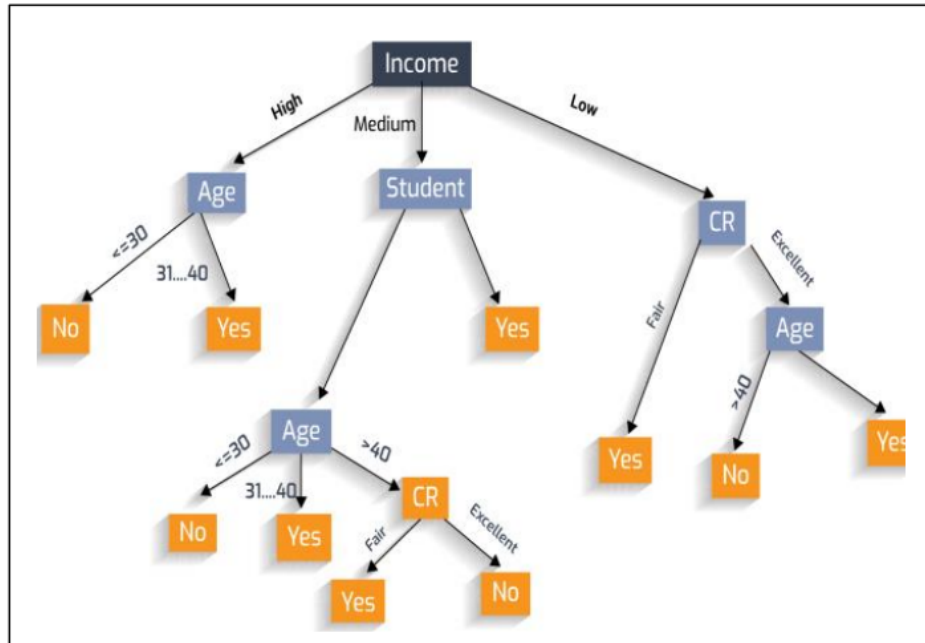 Income
High
Medium
Low
Age
Student
CR
<=30
31....40
Excellent
No
Yes
Yes
Fair
Age
Age
<=30
>40
>40
31....40
Yes
No
Yes
CR
No
Yes
Fair
Excellent
Yes
No